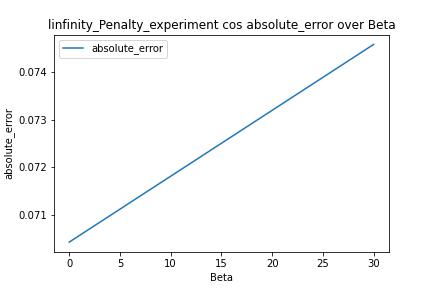 linfinity_Penalty_experiment cos absolute_error over Beta
absolute_error
0.074
0.073
0.072
0.071
absolute_error
0 5 10 15 20 25 30
Beta